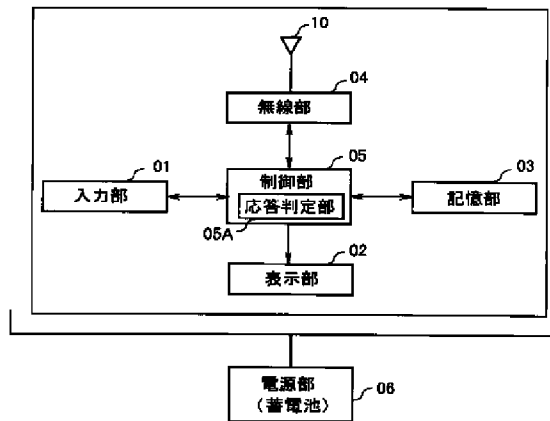 10
04
無線部
01
05
03
入力部
制御部
応答判定部
記憶部
05A
02
表示部
電源部
(蓄電池)
06